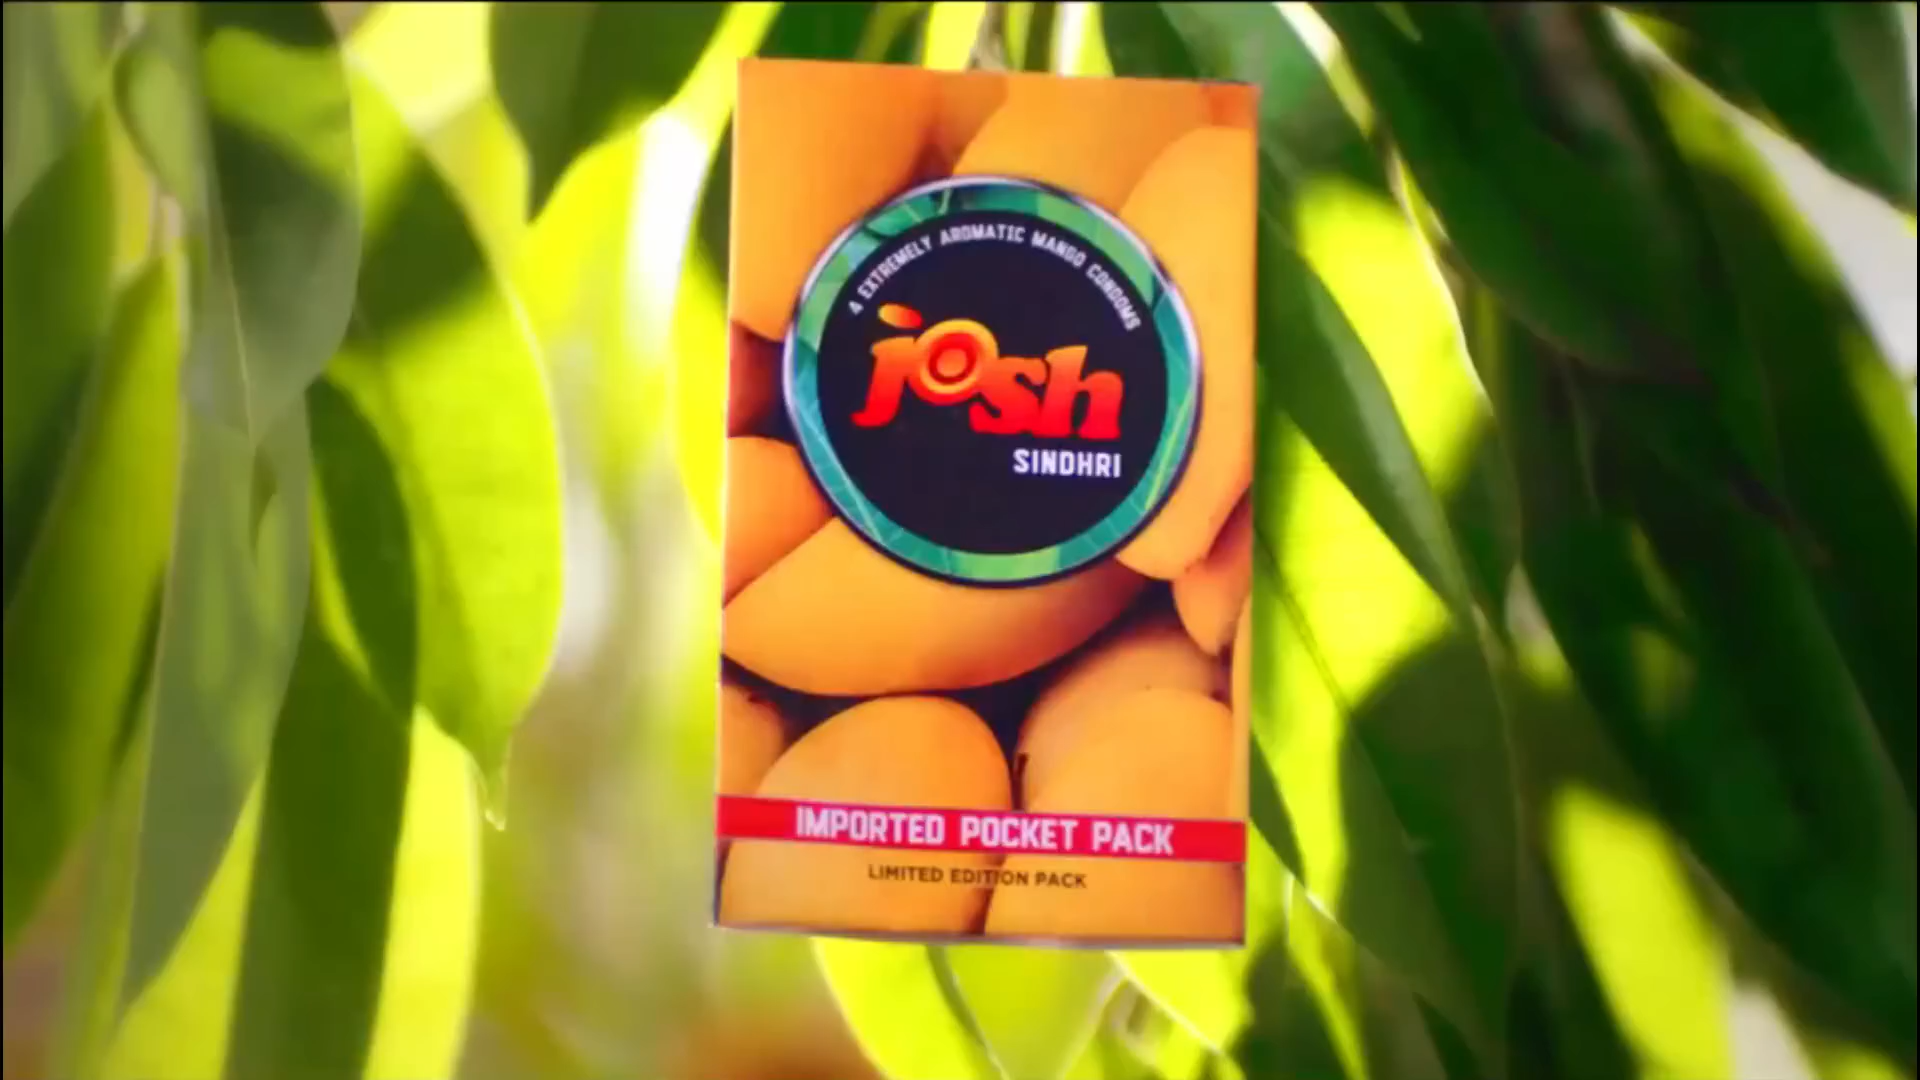 4 EXTREMELY AROMATIC MANGO CONDOMS
josh
SINDHRI
IMPORTED POCKET PACK
LIMITED EDITION PACK